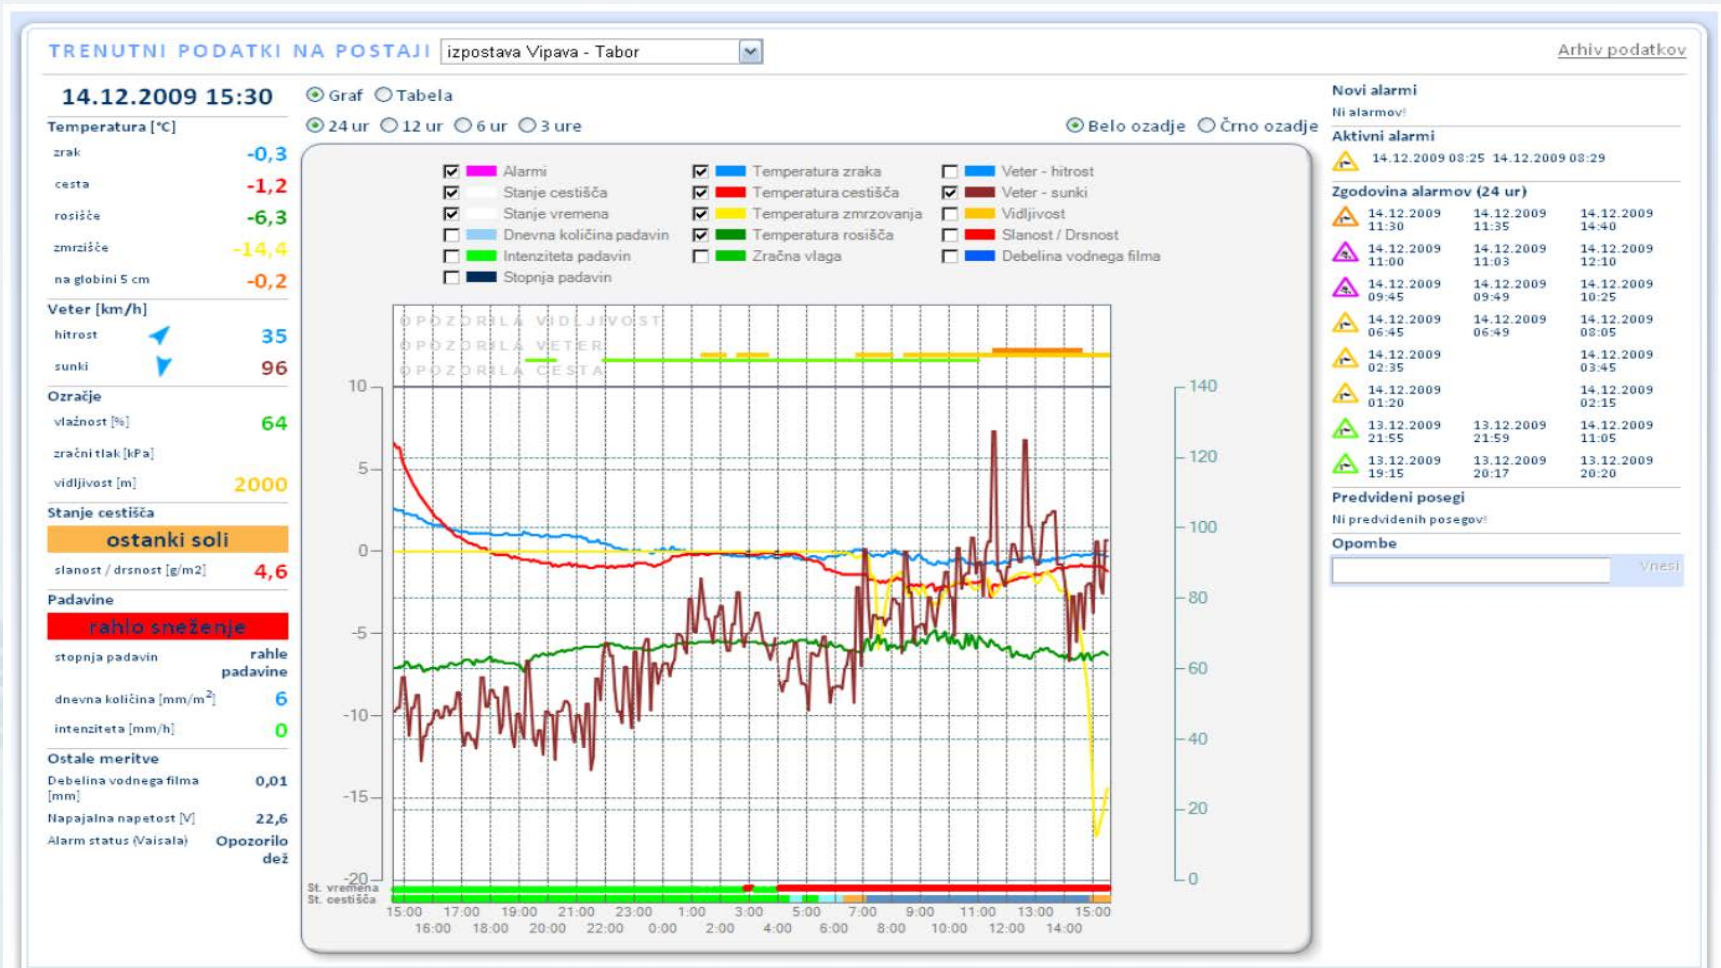 TRENUTNI PODATKI NA POSTAJI
izpostava Vipava - Tabor
Arhiv podatkov
14.12.2009 15:30
Temperatura [°C]
zrak -0,3
cesta -1,2
rosišče -6,3
zmrzišče -14,4
na globini 5 cm -0,2
Veter [km/h]
hitrost 35
sunki 96
Ozračje
vlažnost [%] 64
zračni tlak [kPa]
vidljivost [m] 2000
Stanje cestišča
ostanki soli
slanost / drsnost [g/m2] 4,6
Padavine
rahlo sneženje
stopnja padavin rahle
padavine
dnevna količina [mm/m2] 6
intenziteta [mm/h] 0
Ostale meritve
Debelina vodnega filma 0,01
[mm]
Napajalna napetost [V] 22,6
Alarm status (Vaisala) Opozorilo
dež
Graf Tabela
24 ur 12 ur 6 ur 3 ure
Belo ozadje Črno ozadje
Alarmi Temperatura zraka Veter - hitrost
Stanje cestišča Temperatura cestišča Veter - sunki
Stanje vremena Temperatura zmrzovanja Vidljivost
Dnevna količina padavin Temperatura rosišča Slanost / Drsnost
Intenziteta padavin Zračna vlaga Debelina vodnega filma
Stopnja padavin
OPOZORILA VIDLJIVOST
OPOZORILA VETER
OPOZORILA CESTA
10 140
120
5
100
0
80
-5
60
-10
40
-15
20
-20 0
St. vremena
St. cestišča
15:00 17:00 19:00 21:00 23:00 1:00 3:00 5:00 7:00 9:00 11:00 13:00 15:00
16:00 18:00 20:00 22:00 0:00 2:00 4:00 6:00 8:00 10:00 12:00 14:00
Novi alarmi
Ni alarmov!
Aktivni alarmi
14.12.2009 08:25 14.12.2009 08:29
Zgodovina alarmov (24 ur)
14.12.2009 14.12.2009 14.12.2009
11:30 11:35 14:40
14.12.2009 14.12.2009 14.12.2009
11:00 11:03 12:10
14.12.2009 14.12.2009 14.12.2009
09:45 09:49 10:25
14.12.2009 14.12.2009 14.12.2009
06:45 06:49 08:05
14.12.2009 14.12.2009
02:35 03:45
14.12.2009 14.12.2009
01:20 02:15
13.12.2009 13.12.2009 14.12.2009
21:55 21:59 11:05
13.12.2009 13.12.2009 13.12.2009
19:15 20:17 20:20
Predvideni posegi
Ni predvidenih posegov!
Opombe
Vnesi